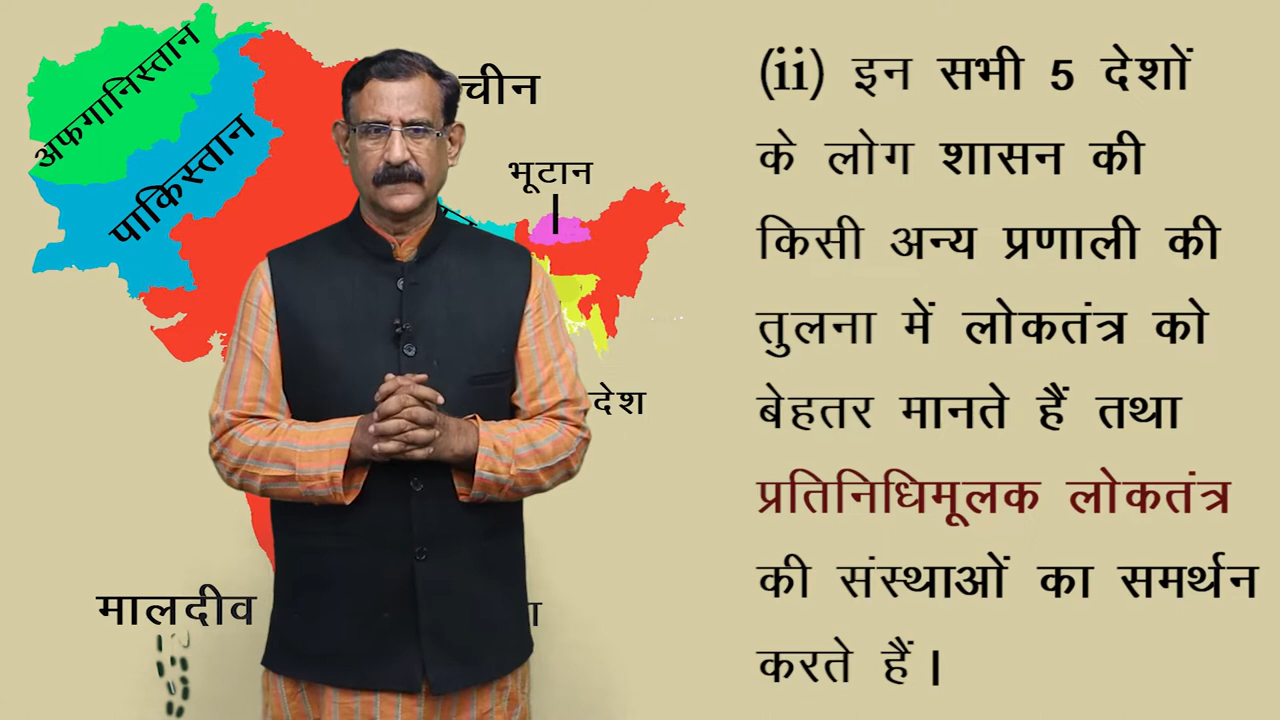 अफगानिस्तान
पाकिस्तान
चीन
भूटान
देश
मालदीव
(ii) इन सभी 5 देशों
के लोग शासन की
किसी अन्य प्रणाली की
तुलना में लोकतंत्र को
बेहतर मानते हैं तथा
प्रतिनिधिमूलक लोकतंत्र
की संस्थाओं का समर्थन
करते हैं।